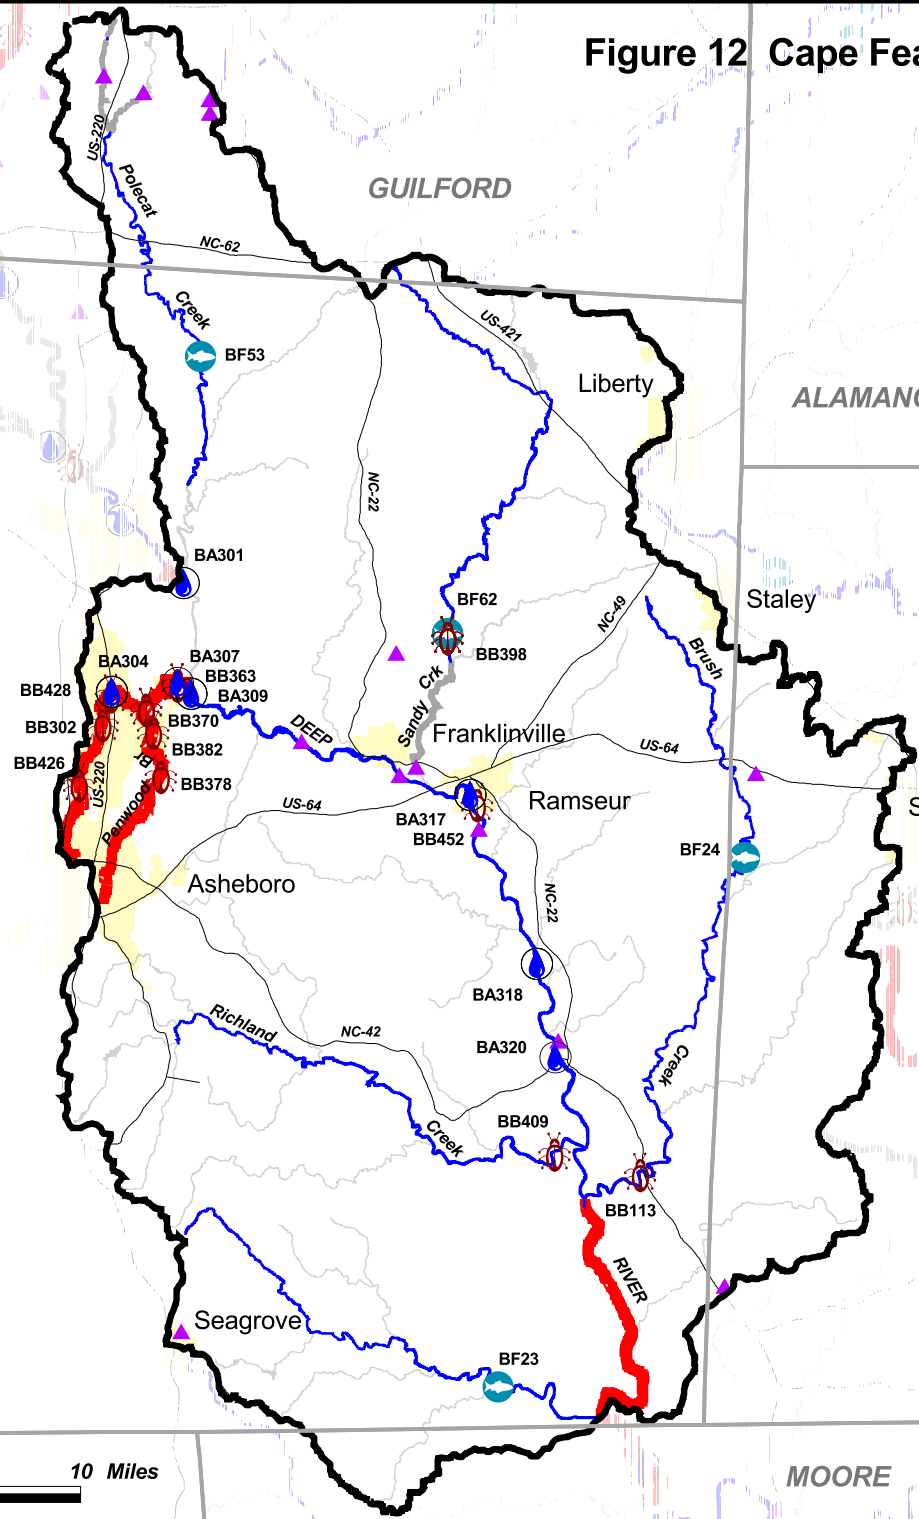 Figure 12 Cape Fea
US-220
Polecat
GUILFORD
NC-62
Creek
US-421
BF53
Liberty
ALAMANC
NC-22
BA301
BF62
NC-49
Staley
BB398
Brush
BA304
BA307
BB363
BA309
BB428
BB302
BB370
Sandy Crk
DEEP
Franklinville
BB382
US-64
BB426
US-220
Br
BB378
Penwood
US-64
Ramseur
S
BA317
BB452
BF24
Asheboro
NC-22
BA318
Richland
NC-42
BA320
Creek
BB409
Creek
BB113
RIVER
Seagrove
BF23
10 Miles
MOORE